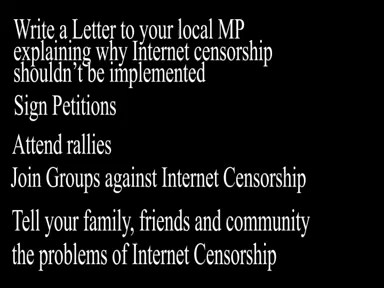 Write a Letter to your local MP
explaining why Internet censorship
shouldn't be implemented
Sign Petitions
Attend rallies
Join Groups against Internet Censorship
Tell your family, friends and community
the problems of Internet Censorship